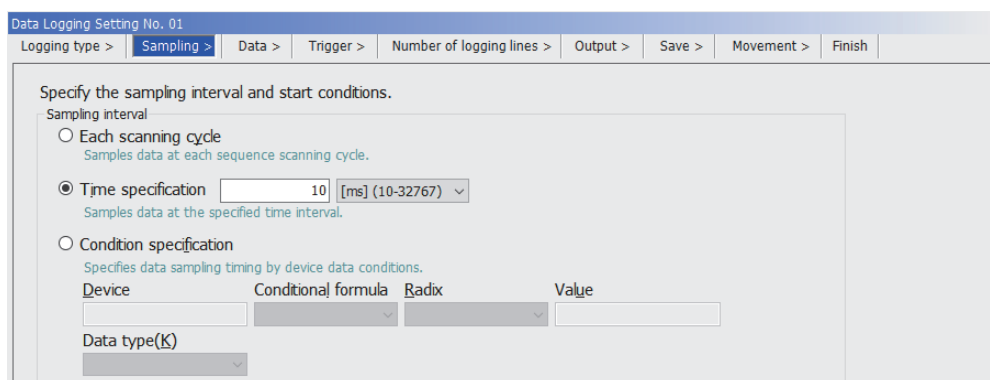 Data Logging Setting No. 01
Logging type > Sampling > Data > Trigger > Number of logging lines > Output > Save > Movement > Finish
Specify the sampling interval and start conditions.
Sampling interval
Each scanning cycle
Samples data at each sequence scanning cycle.
Time specification 10 [ms] (10-32767)
Samples data at the specified time interval.
Condition specification
Specifies data sampling timing by device data conditions.
Device Conditional formula Radix Value
Data type(K)